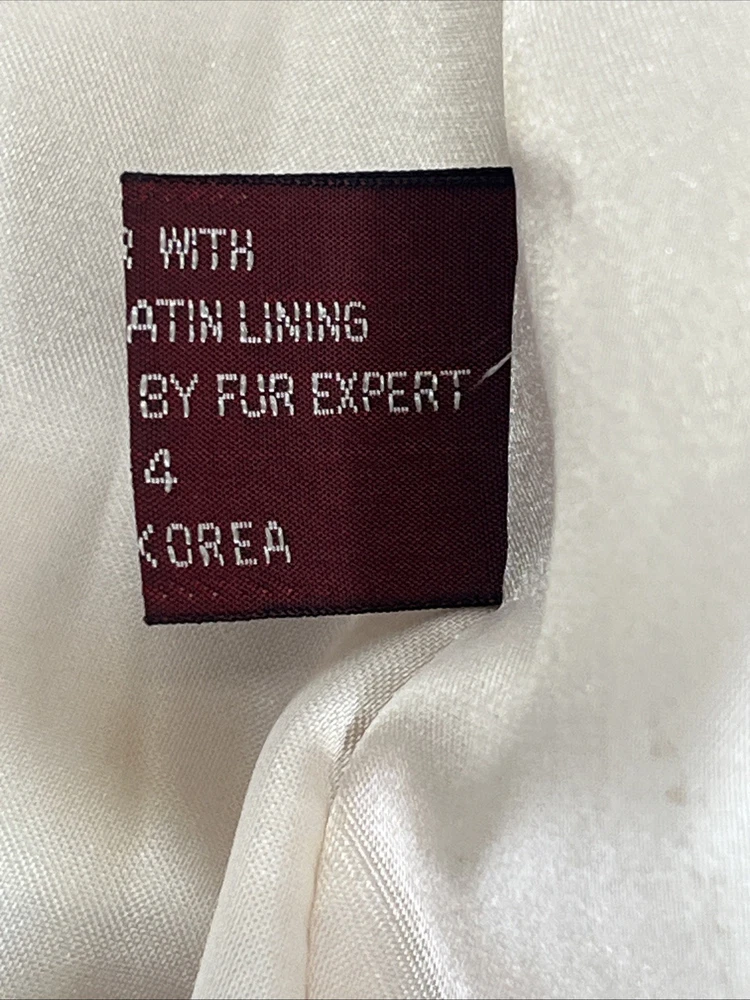 WITH
ATIN LINING
BY FUR EXPERT
4
KOREA